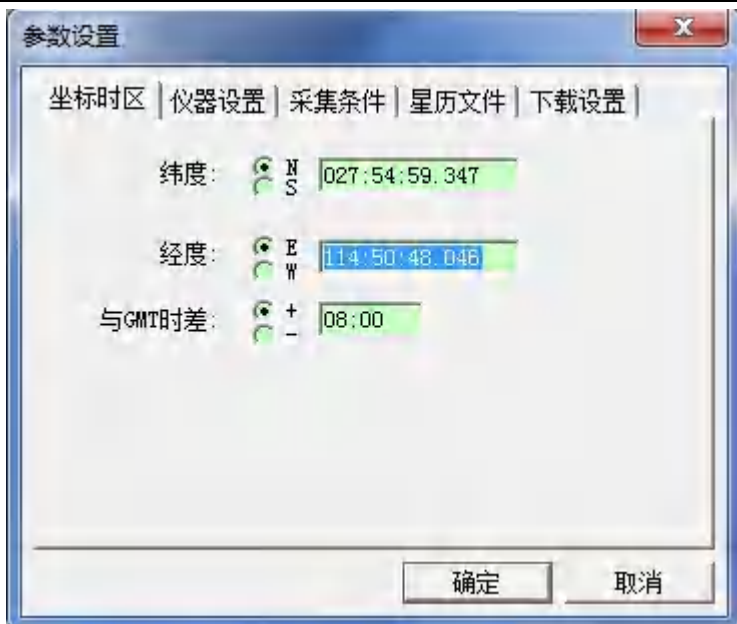 参数设置
坐标时区 仪器设置 采集条件 星历文件 下载设置
纬度: N S 027:54:59.347
经度: E W 114:50:48.046
与GMT时差: + - 08:00
确定 取消